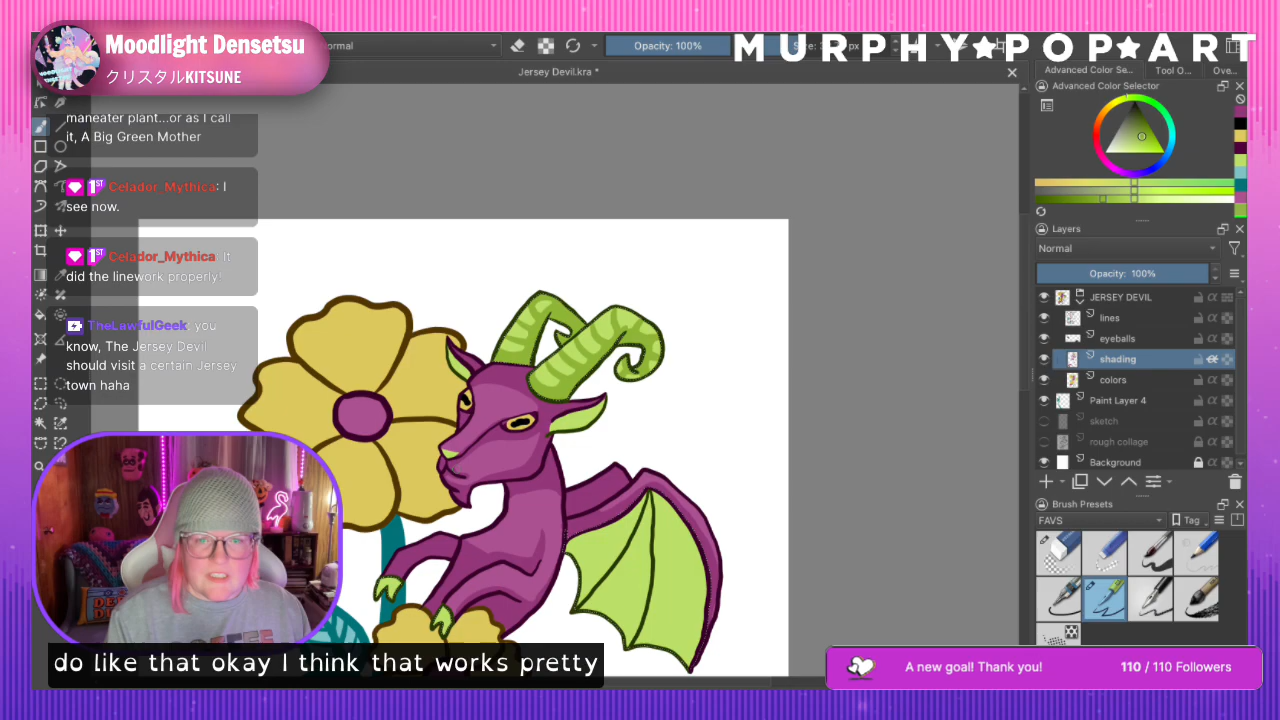 Moodlight Densetsu
クリスタルKITSUNE
MURPHY★POP★ART
Opacity: 100%
Jersey Devil.kra *
Advanced Color Se...
Tool O...
Ove...
Advanced Color Selector
maneater plant...or as I call
it, A Big Green Mother
1ST Celador_Mythica: I
see now.
1ST Celador_Mythica It
did the linework properly!
TheLawfulGeek you
know, The Jersey Devil
should visit a certain Jersey
town haha
Layers
Normal
Opacity: 100%
JERSEY DEVIL
lines
eyeballs
shading
colors
Paint Layer 4
sketch
rough collage
Background
Brush Presets
FAVS
Tag
do like that okay I think that works pretty
A new goal! Thank you!
110 / 110 Followers